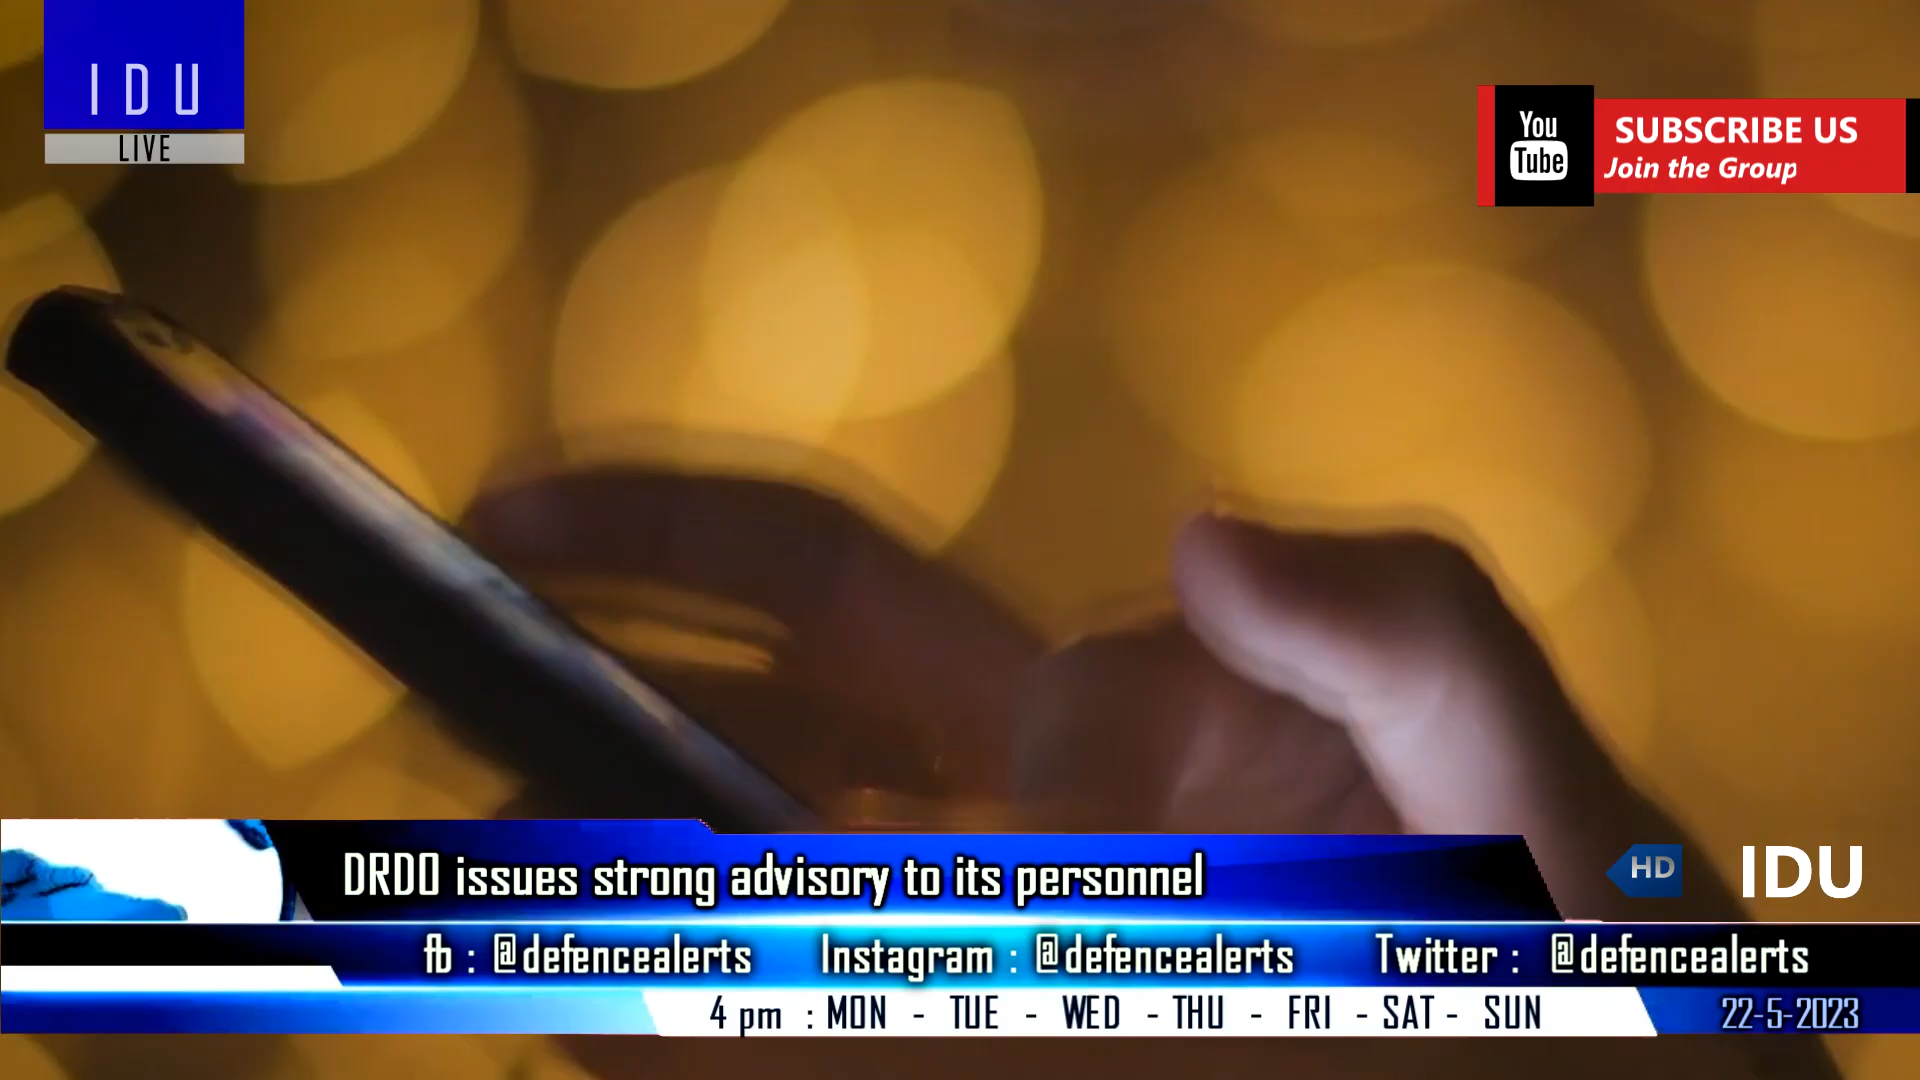 IDU
LIVE
You
Tube
SUBSCRIBE US
Join the Group
DRDO issues strong advisory to its personnel
HD
IDU
fb : @defencealerts Instagram : @defencealerts Twitter : @defencealerts
4 pm : MON - TUE - WED - THU - FRI - SAT - SUN
22-5-2023